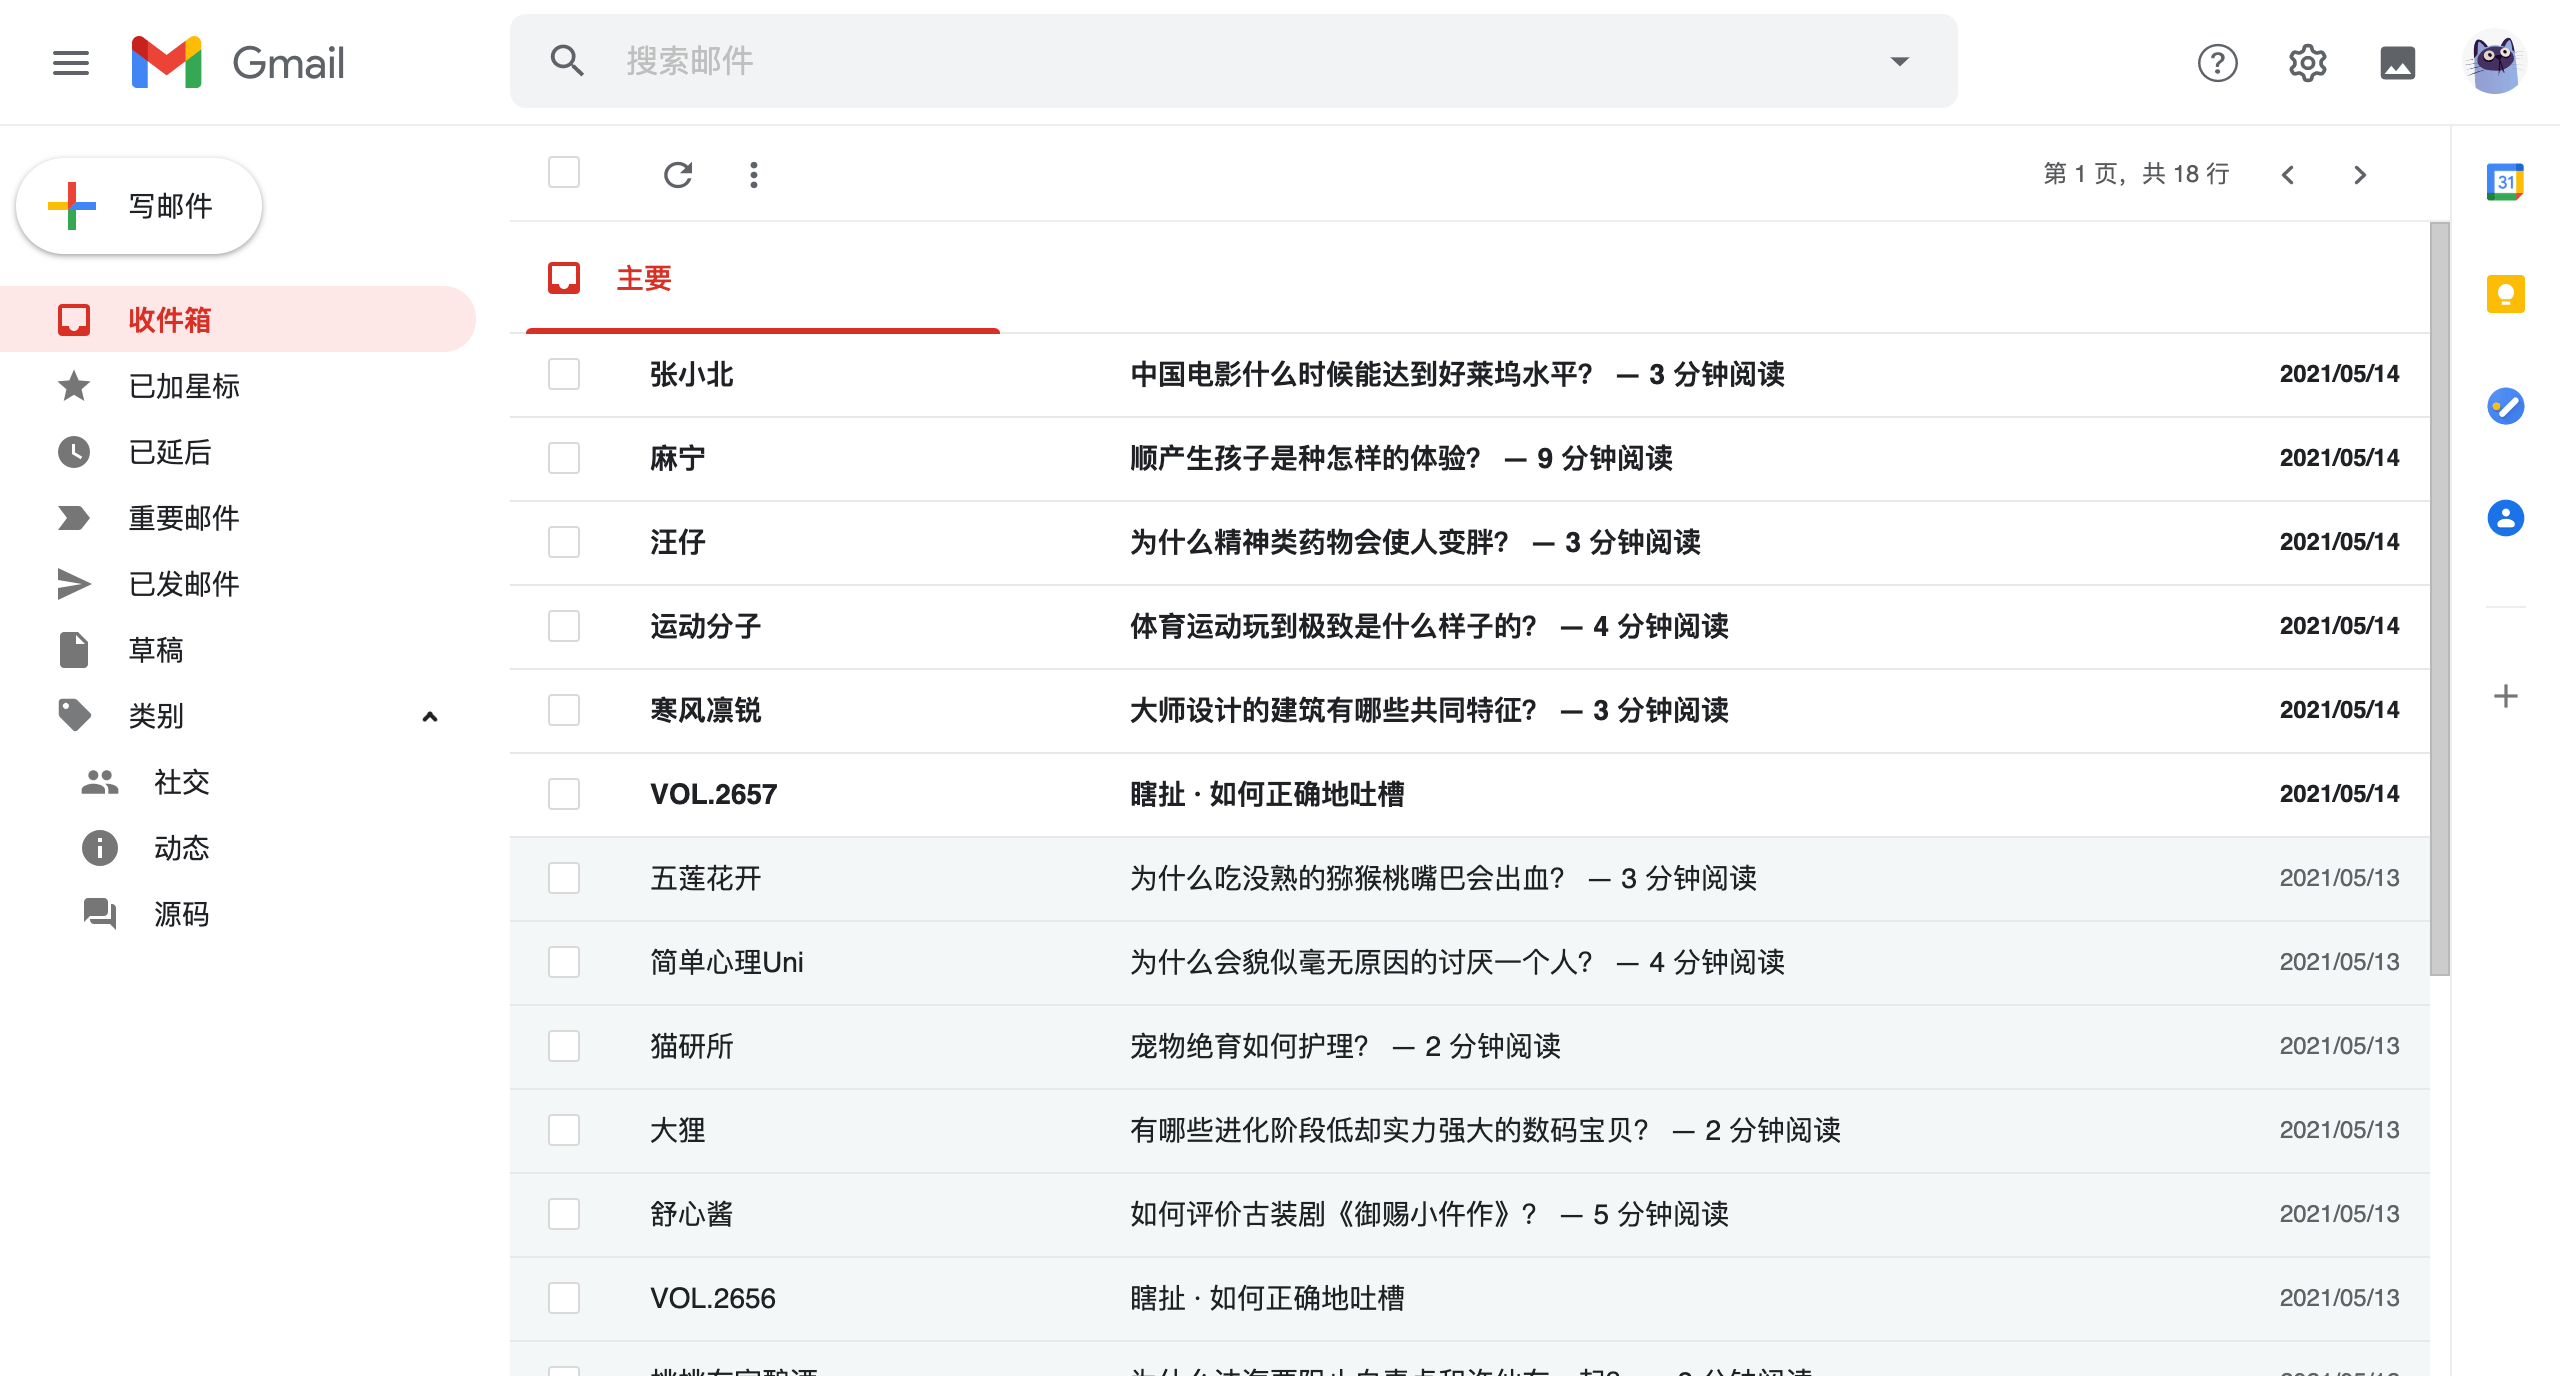 Gmail
搜索邮件
写邮件
第 1 页，共 18 行
31
收件箱
已加星标
已延后
重要邮件
已发邮件
草稿
类别
社交
动态
源码
主要
张小北 中国电影什么时候能达到好莱坞水平？ — 3 分钟阅读 2021/05/14
麻宁 顺产生孩子是种怎样的体验？ — 9 分钟阅读 2021/05/14
汪仔 为什么精神类药物会使人变胖？ — 3 分钟阅读 2021/05/14
运动分子 体育运动玩到极致是什么样子的？ — 4 分钟阅读 2021/05/14
寒风凛锐 大师设计的建筑有哪些共同特征？ — 3 分钟阅读 2021/05/14
VOL.2657 瞎扯 · 如何正确地吐槽 2021/05/14
五莲花开 为什么吃没熟的猕猴桃嘴巴会出血？ — 3 分钟阅读 2021/05/13
简单心理Uni 为什么会貌似毫无原因的讨厌一个人？ — 4 分钟阅读 2021/05/13
猫研所 宠物绝育如何护理？ — 2 分钟阅读 2021/05/13
大狸 有哪些进化阶段低却实力强大的数码宝贝？ — 2 分钟阅读 2021/05/13
舒心酱 如何评价古装剧《御赐小仵作》？ — 5 分钟阅读 2021/05/13
VOL.2656 瞎扯 · 如何正确地吐槽 2021/05/13